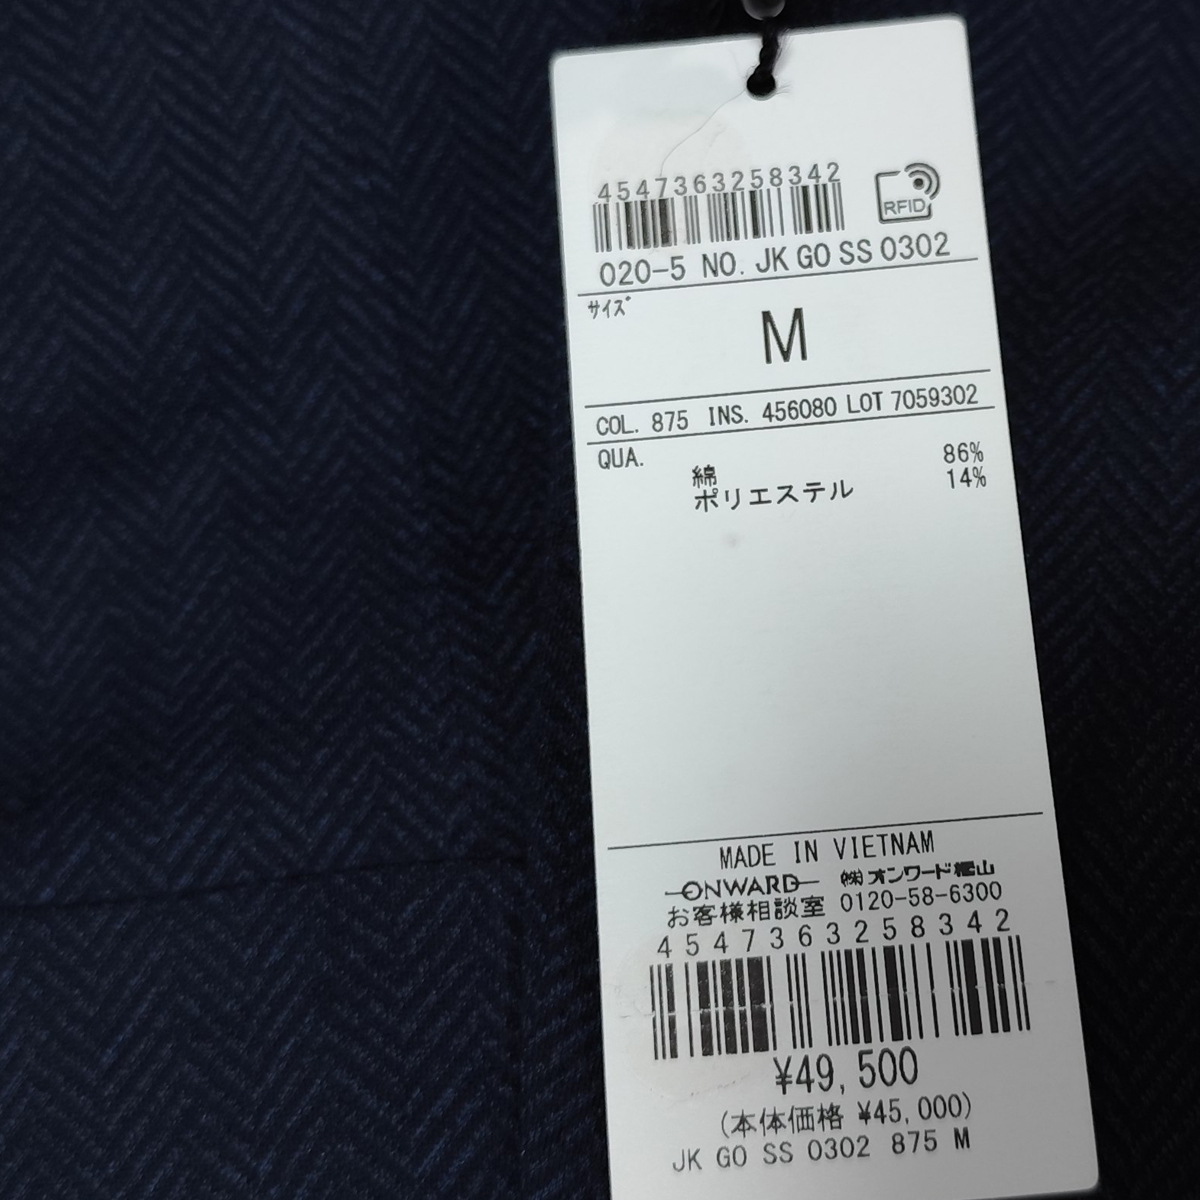 4547363258342
RFID
020-5 NO. JK GO SS 0302
ｻｲｽﾞ
M
COL. 875 INS. 456080 LOT 7059302
QUA.
綿 86%
ポリエステル 14%
MADE IN VIETNAM
ONWARD ㈱オンワード樫山
お客様相談室 0120-58-6300
4547363258342
¥49,500
(本体価格 ¥45,000)
JK GO SS 0302 875 M